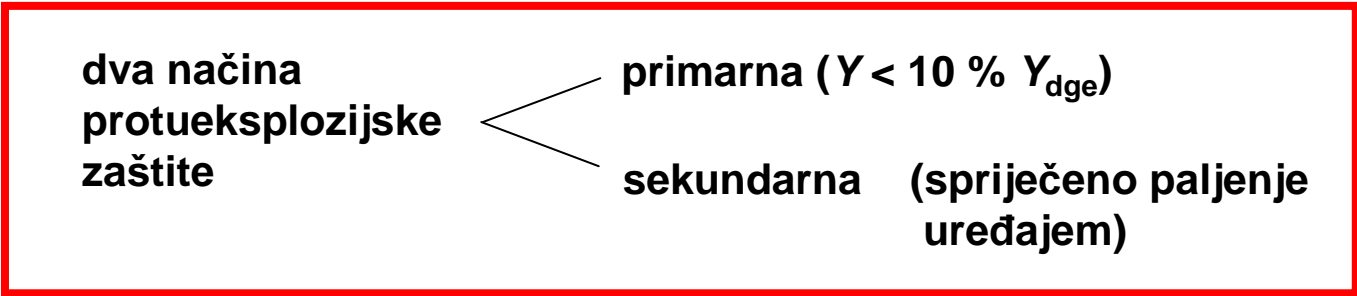 dva načina
protueksplozijske
zaštite
primarna (Y < 10 % Ydge)
sekundarna (spriječeno paljenje
uređajem)